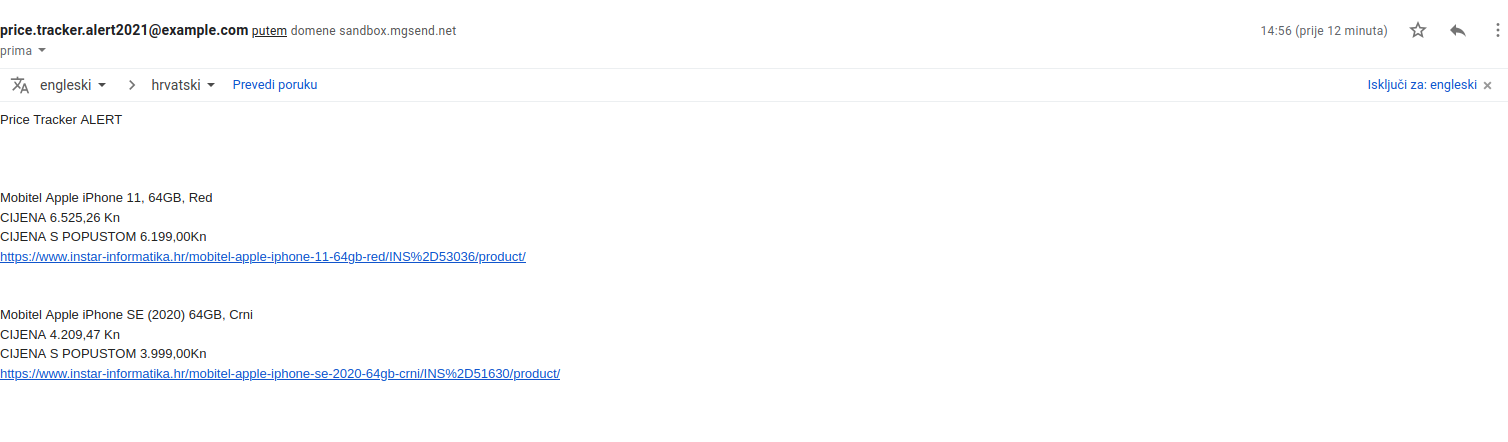 price.tracker.alert2021@example.com putem domene sandbox.mgsend.net 14:56 (prije 12 minuta)
prima
engleski hrvatski Prevedi poruku Isključi za: engleski
Price Tracker ALERT
Mobitel Apple iPhone 11, 64GB, Red
CIJENA 6.525,26 Kn
CIJENA S POPUSTOM 6.199,00Kn
https://www.instar-informatika.hr/mobitel-apple-iphone-11-64gb-red/INS%2D53036/product/
Mobitel Apple iPhone SE (2020) 64GB, Crni
CIJENA 4.209,47 Kn
CIJENA S POPUSTOM 3.999,00Kn
https://www.instar-informatika.hr/mobitel-apple-iphone-se-2020-64gb-crni/INS%2D51630/product/